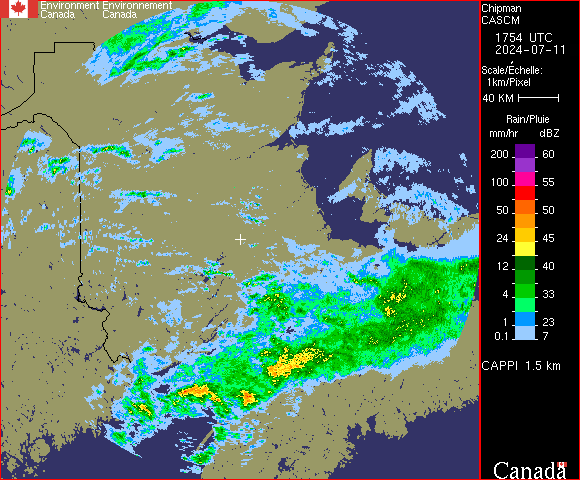 Environment Environnement
Canada Canada
Chipman
CASCM
1754 UTC
2024-07-11
Scale/Échelle:
1km/Pixel
40 KM
Rain/Pluie
mm/hr dBZ
200 60
100 55
50 50
24 45
12 40
4 33
1 23
0.1 7
CAPPI 1.5 km
Canada